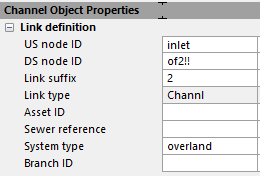 Channel Object Properties
Link definition
US node ID inlet
DS node ID of2!!
Link suffix 2
Link type Channl
Asset ID
Sewer reference
System type overland
Branch ID